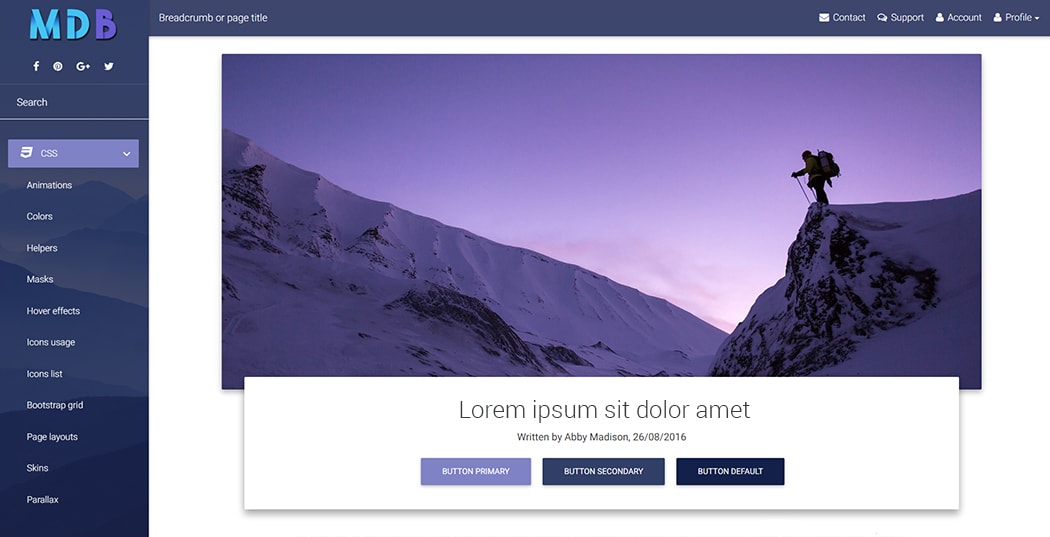 MDB
Breadcrumb or page title
Contact
Support
Account
Profile
Search
CSS
Animations
Colors
Helpers
Masks
Hover effects
Icons usage
Icons list
Bootstrap grid
Page layouts
Skins
Parallax
Lorem ipsum sit dolor amet
Written by Abby Madison, 26/08/2016
BUTTON PRIMARY
BUTTON SECONDARY
BUTTON DEFAULT